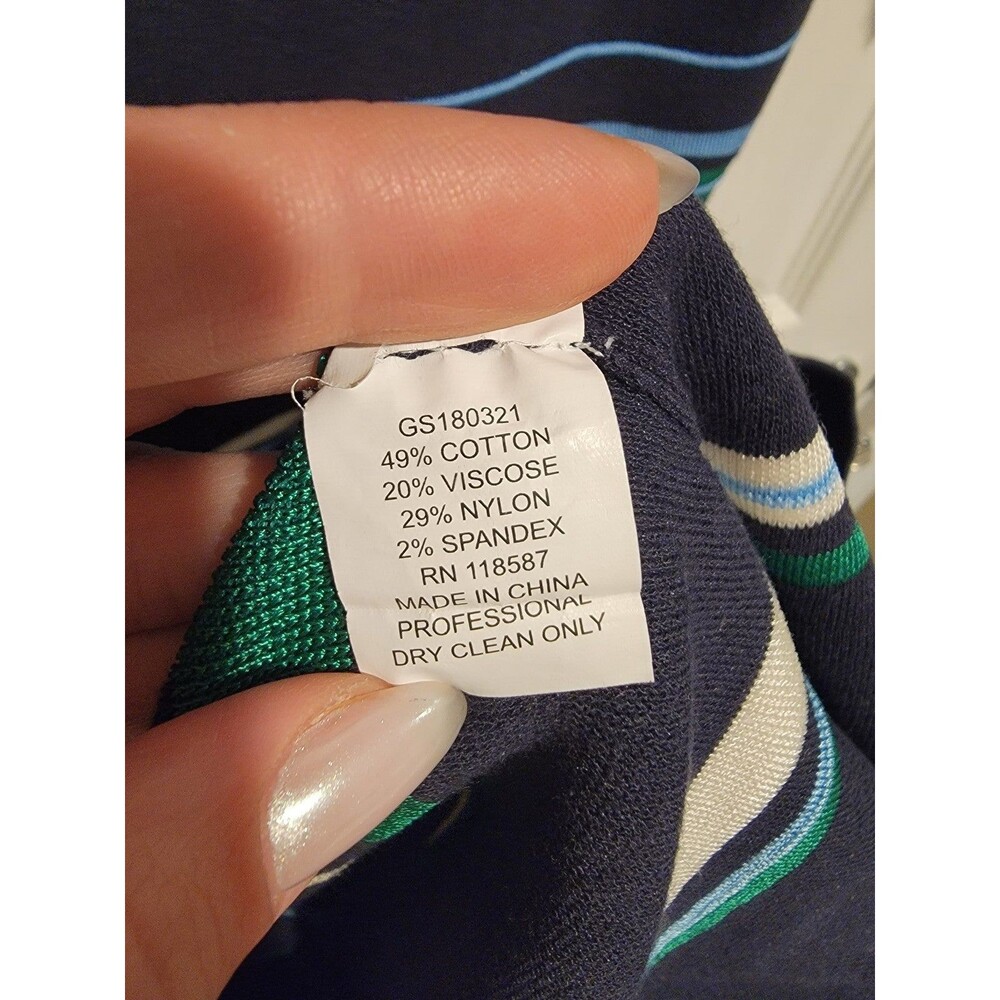 GS180321
49% COTTON
20% VISCOSE
29% NYLON
2% SPANDEX
RN 118587
MADE IN CHINA
PROFESSIONAL
DRY CLEAN ONLY